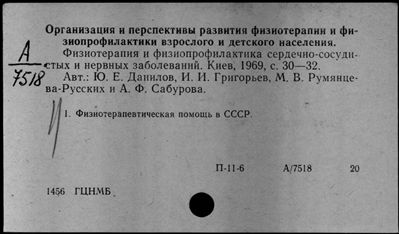 Организация и перспективы развития физиотерапии и фи-
зиопрофилактики взрослого и детского населения.
А
7518
Физиотерапия и физиопрофилактика сердечно-сосуди-
стых и нервных заболеваний. Киев, 1969, с. 30—32.
Авт.: Ю. Е. Данилов, И. И. Григорьев, М. В. Румянце-
ва-Русских и А. Ф. Сабурова.
1. Физиотерапевтическая помощь в СССР.
П-11-6 А/7518 20
1456 ГЦНМБ